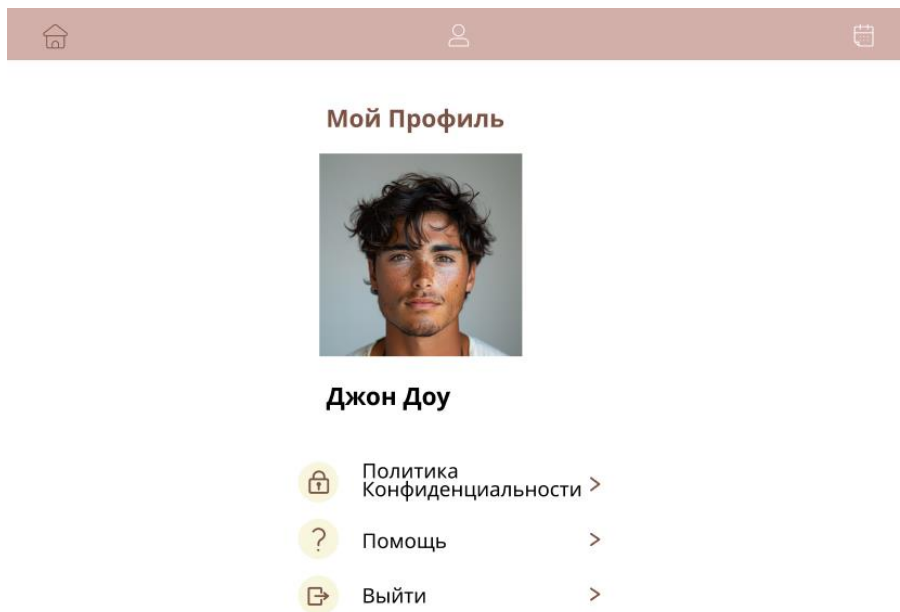 Мой Профиль
Джон Доу
Политика
Конфиденциальности
Помощь
Выйти